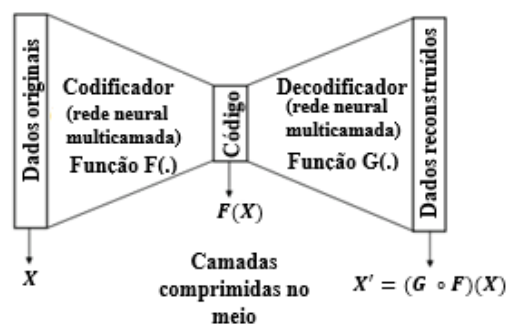 Dados originais
Codificador
(rede neural
multicamada)
Função F(.)
Código
Decodificador
(rede neural
multicamada)
Função G(.)
Dados reconstruídos
X
F(X)
Camadas
comprimidas no
meio
X' = (G ∘ F)(X)